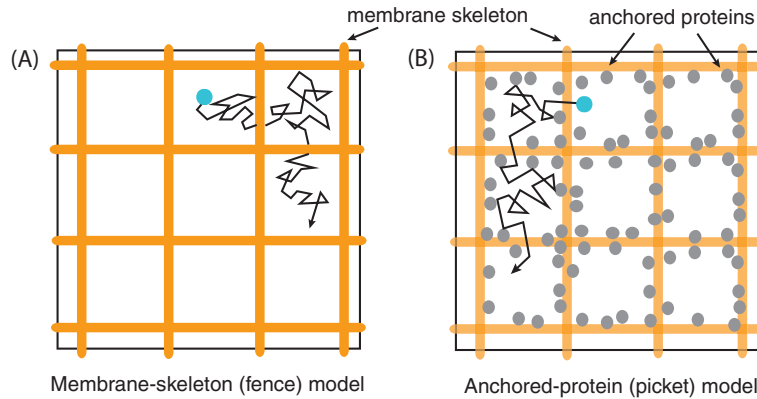 membrane skeleton
anchored proteins
(A)
(B)
Membrane-skeleton (fence) model
Anchored-protein (picket) model